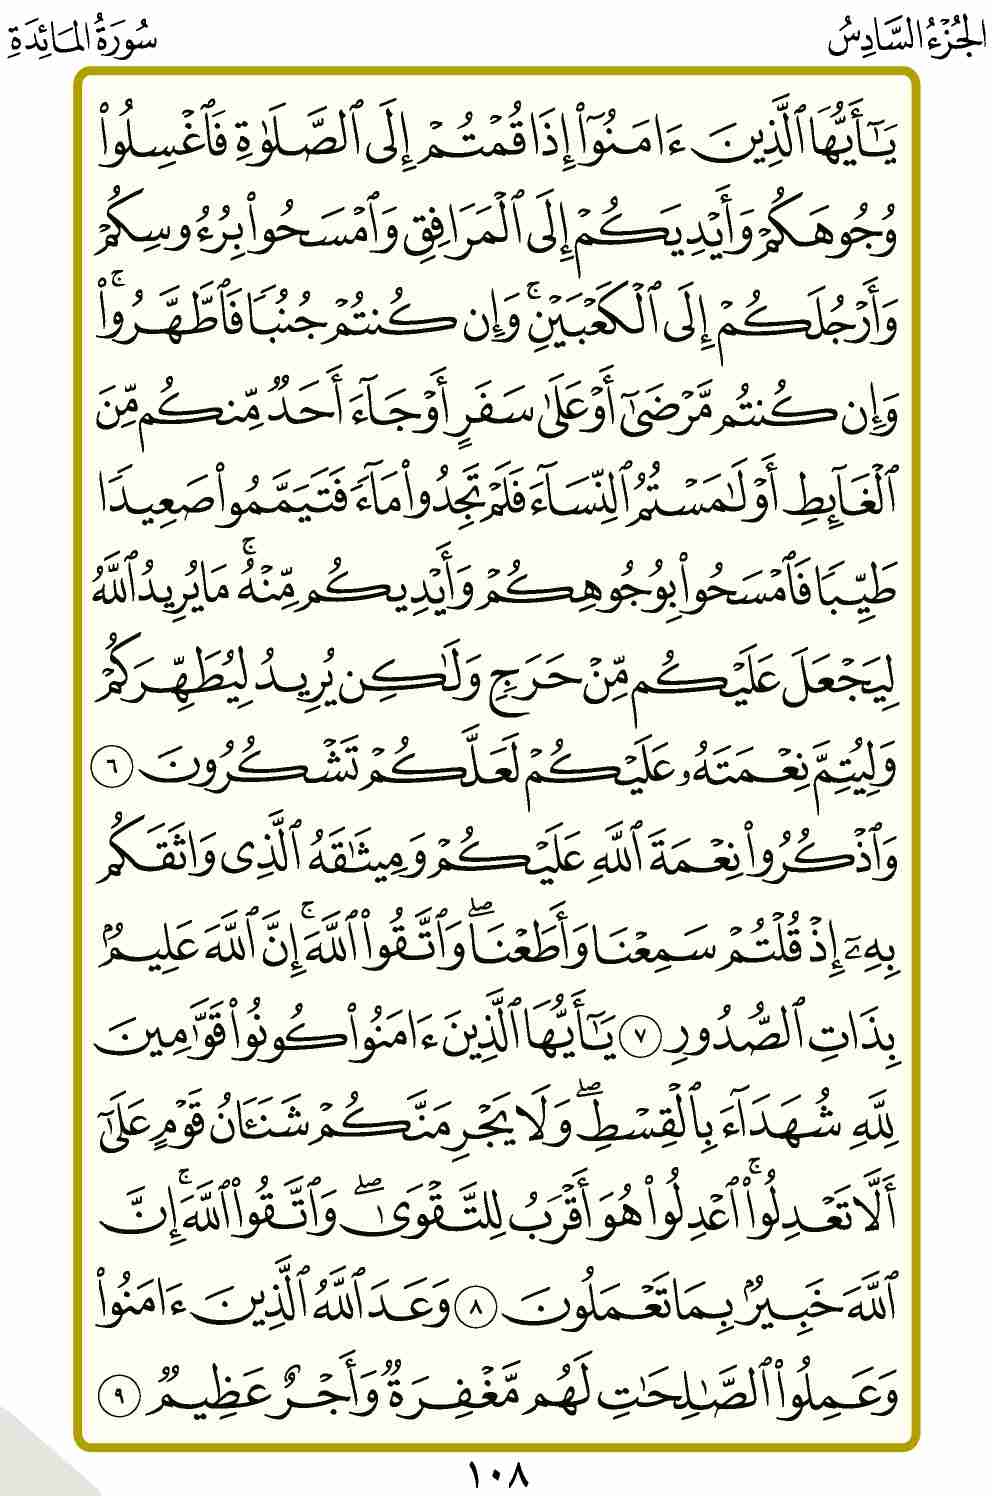 الجُزْءُ السَّادِسُ
سُورَةُ المَائِدَةِ
يَـٰٓأَيُّهَا ٱلَّذِينَ ءَامَنُوٓا۟ إِذَا قُمْتُمْ إِلَى ٱلصَّلَوٰةِ فَٱغْسِلُوا۟
وُجُوهَكُمْ وَأَيْدِيَكُمْ إِلَى ٱلْمَرَافِقِ وَٱمْسَحُوا۟ بِرُءُوسِكُمْ
وَأَرْجُلَكُمْ إِلَى ٱلْكَعْبَيْنِ ۚ وَإِن كُنتُمْ جُنُبًا فَٱطَّهَّرُوا۟ ۚ
وَإِن كُنتُم مَّرْضَىٰٓ أَوْ عَلَىٰ سَفَرٍ أَوْ جَآءَ أَحَدٌ مِّنكُم مِّنَ
ٱلْغَآئِطِ أَوْ لَـٰمَسْتُمُ ٱلنِّسَآءَ فَلَمْ تَجِدُوا۟ مَآءً فَتَيَمَّمُوا۟ صَعِيدًا
طَيِّبًا فَٱمْسَحُوا۟ بِوُجُوهِكُمْ وَأَيْدِيكُم مِّنْهُ ۚ مَا يُرِيدُ ٱللَّهُ
لِيَجْعَلَ عَلَيْكُم مِّنْ حَرَجٍ وَلَـٰكِن يُرِيدُ لِيُطَهِّرَكُمْ
وَلِيُتِمَّ نِعْمَتَهُۥ عَلَيْكُمْ لَعَلَّكُمْ تَشْكُرُونَ ٦
وَٱذْكُرُوا۟ نِعْمَةَ ٱللَّهِ عَلَيْكُمْ وَمِيثَـٰقَهُ ٱلَّذِى وَاثَقَكُم
بِهِۦٓ إِذْ قُلْتُمْ سَمِعْنَا وَأَطَعْنَا ۖ وَٱتَّقُوا۟ ٱللَّهَ ۚ إِنَّ ٱللَّهَ عَلِيمٌۢ
بِذَاتِ ٱلصُّدُورِ ٧ يَـٰٓأَيُّهَا ٱلَّذِينَ ءَامَنُوا۟ كُونُوا۟ قَوَّٰمِينَ
لِلَّهِ شُهَدَآءَ بِٱلْقِسْطِ ۖ وَلَا يَجْرِمَنَّكُمْ شَنَـَٔانُ قَوْمٍ عَلَىٰٓ
أَلَّا تَعْدِلُوا۟ ۚ ٱعْدِلُوا۟ هُوَ أَقْرَبُ لِلتَّقْوَىٰ ۖ وَٱتَّقُوا۟ ٱللَّهَ ۚ إِنَّ
ٱللَّهَ خَبِيرٌۢ بِمَا تَعْمَلُونَ ٨ وَعَدَ ٱللَّهُ ٱلَّذِينَ ءَامَنُوا۟
وَعَمِلُوا۟ ٱلصَّـٰلِحَـٰتِ لَهُم مَّغْفِرَةٌ وَأَجْرٌ عَظِيمٌ ٩
١٠٨